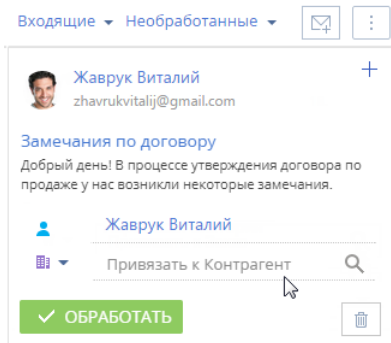 Входящие Необработанные
Жаврук Виталий
zhavrukvitalij@gmail.com
Замечания по договору
Добрый день! В процессе утверждения договора по
продаже у нас возникли некоторые замечания.
Жаврук Виталий
Привязать к Контрагент
ОБРАБОТАТЬ